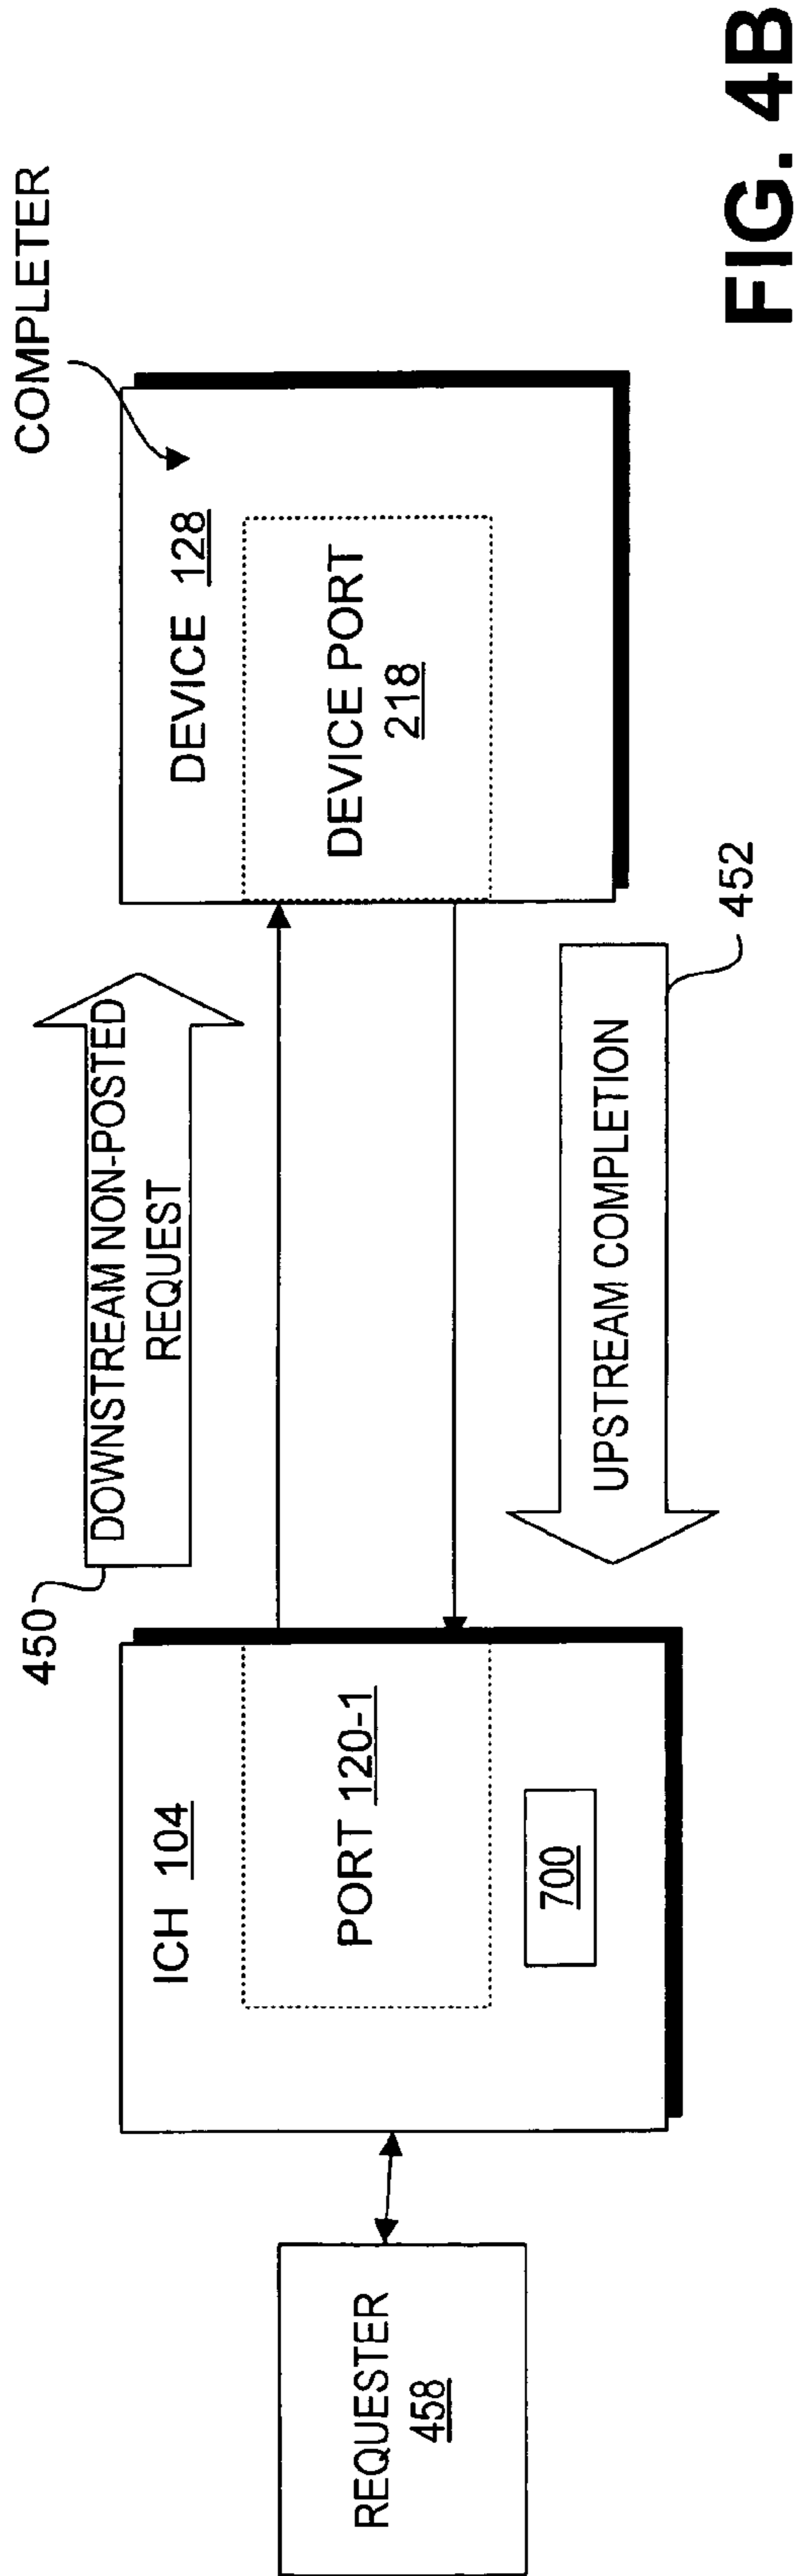 COMPLETER
450
DOWNSTREAM NON-POSTED
REQUEST
ICH 104
PORT 120-1
700
REQUESTER
458
DEVICE 128
DEVICE PORT
218
UPSTREAM COMPLETION
452
FIG. 4B